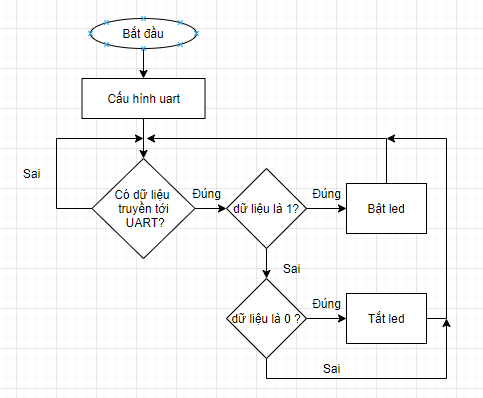 Bắt đầu
Cấu hình uart
Sai
Có dữ liệu
truyền tới
UART?
Đúng
dữ liệu là 1?
Đúng
Bật led
Sai
dữ liệu là 0 ?
Đúng
Tắt led
Sai